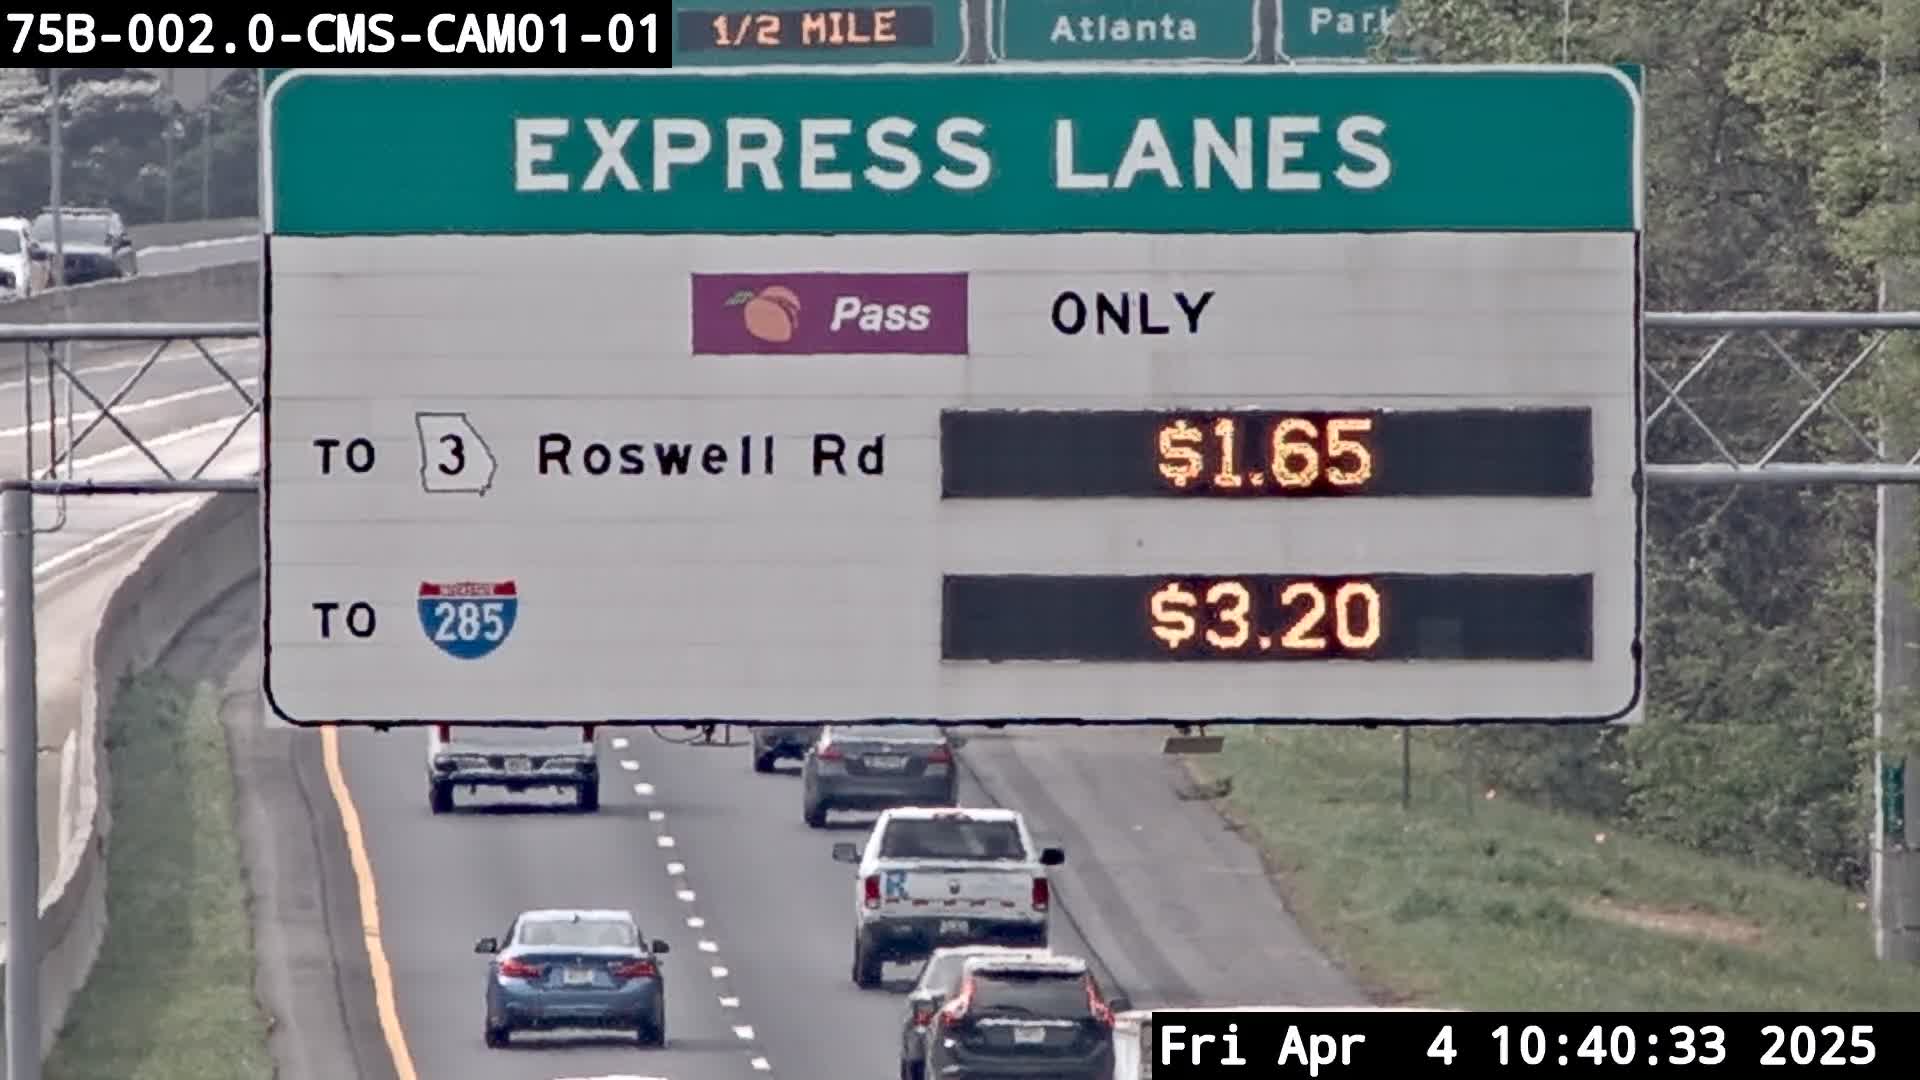 75B-002.0-CMS-CAM01-01
1/2 MILE
Atlanta
Park
EXPRESS LANES
Pass ONLY
TO 3 Roswell Rd $1.65
TO 285 $3.20
Fri Apr 4 10:40:33 2025